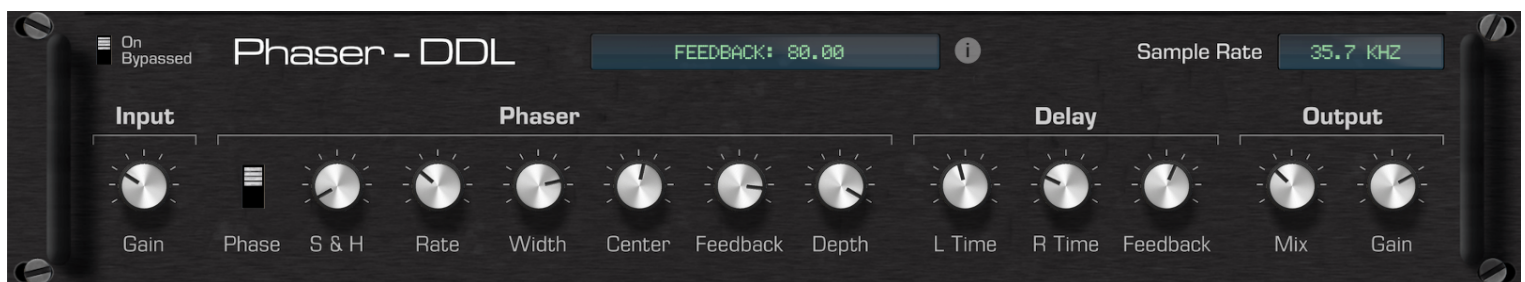 On
Bypassed
Phaser - DDL
FEEDBACK: 80.00
i
Sample Rate
35.7 KHZ
Input
Phaser
Delay
Output
Gain
Phase
S & H
Rate
Width
Center
Feedback
Depth
L Time
R Time
Feedback
Mix
Gain